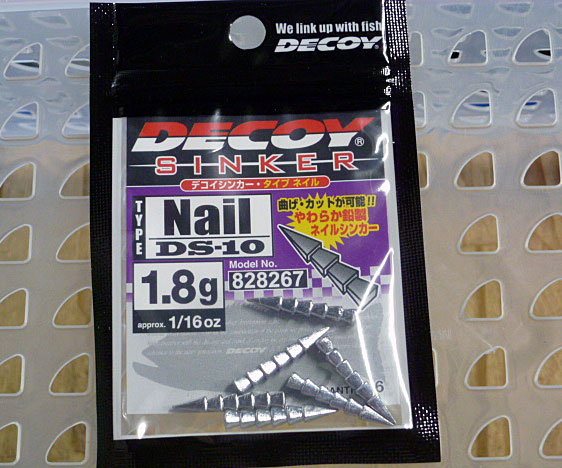 We link up with fish
DECOY®
DECOY®
SINKER
デコイシンカー・タイプ ネイル
TYPE
Nail
DS-10
曲げ・カットが可能!!
やわらか鉛製
ネイルシンカー
1.8g
approx. 1/16oz
Model No.
828267
DECOY
6